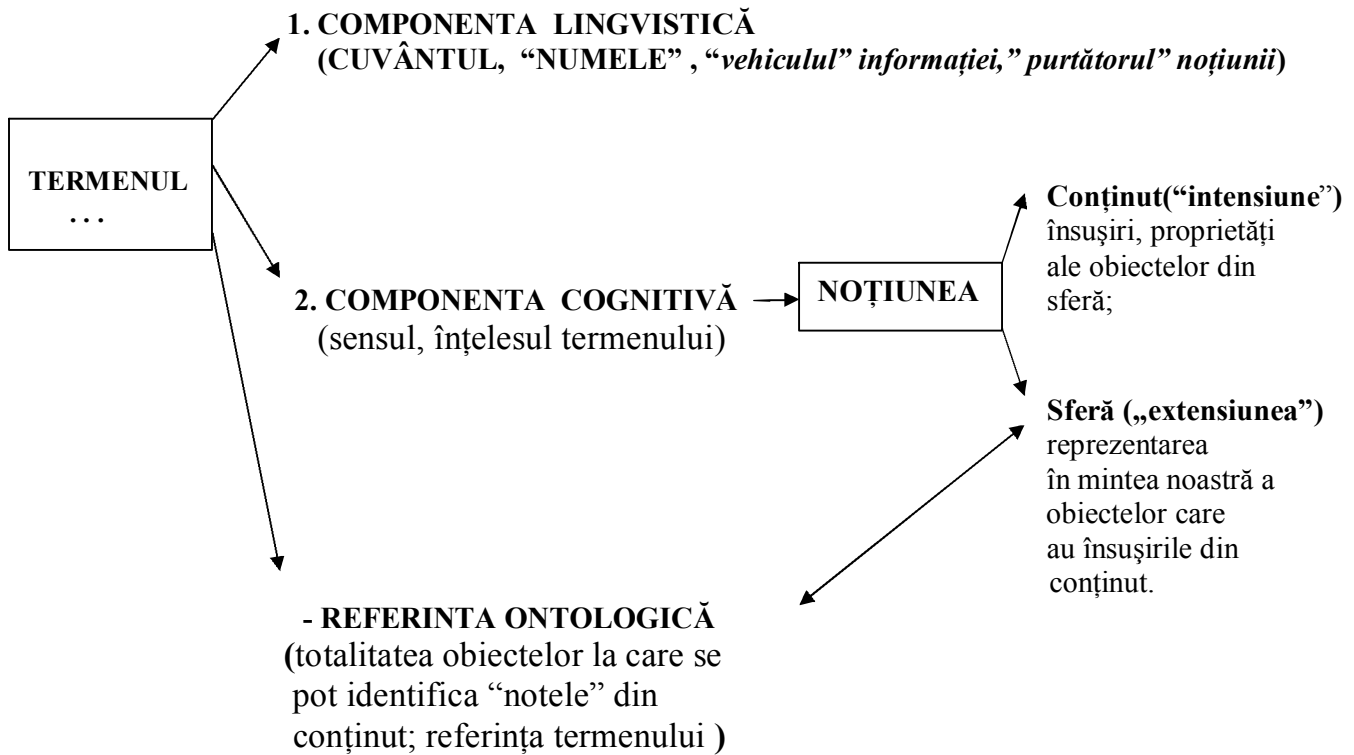 1. COMPONENTA LINGVISTICĂ
(CUVÂNTUL, “NUMELE” , “vehiculul” informației,” purtătorul” noțiunii)
TERMENUL
. . .
2. COMPONENTA COGNITIVĂ
(sensul, înțelesul termenului)
NOȚIUNEA
Conținut(“intensiune”)
însuşiri, proprietăți
ale obiectelor din
sferă;
Sferă („extensiunea”)
reprezentarea
în mintea noastră a
obiectelor care
au însuşirile din
conținut.
- REFERINTA ONTOLOGICĂ
(totalitatea obiectelor la care se
pot identifica “notele” din
conținut; referința termenului )